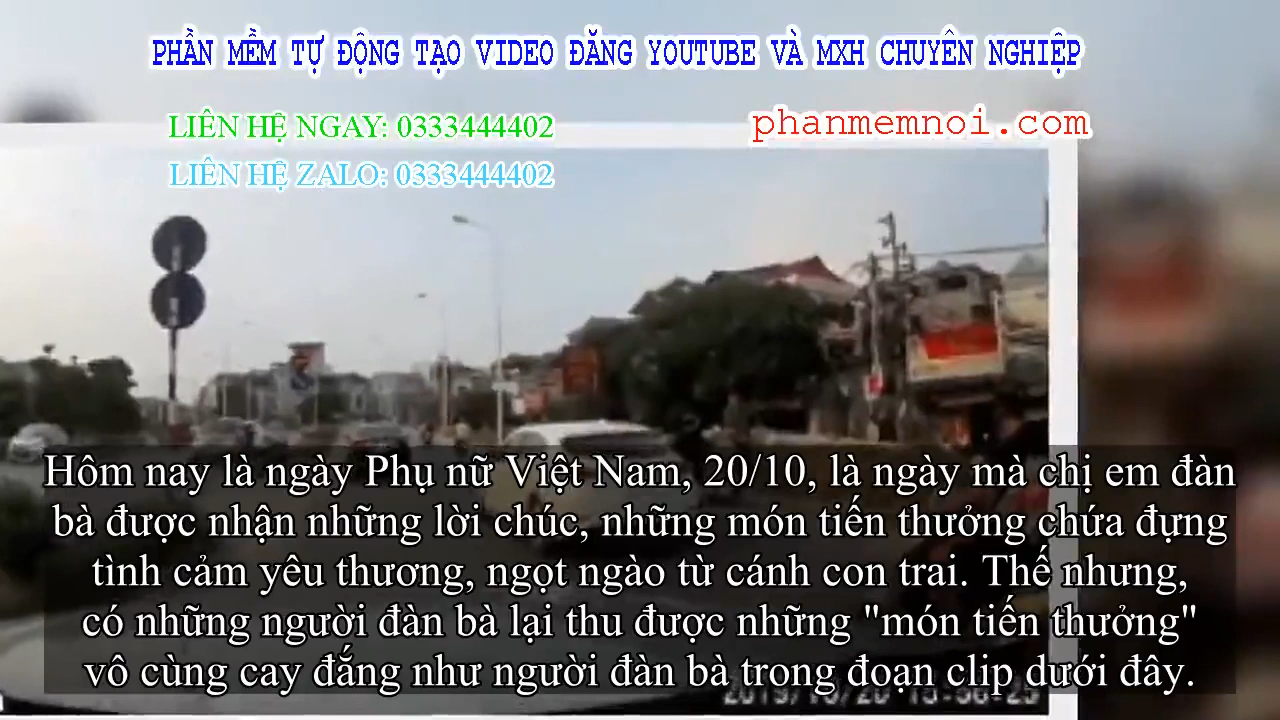 PHẦN MỀM TỰ ĐỘNG TẠO VIDEO ĐĂNG YOUTUBE VÀ MXH CHUYÊN NGHIỆP
LIÊN HỆ NGAY: 0333444402
phanmemnoi.com
LIÊN HỆ ZALO: 0333444402
Hôm nay là ngày Phụ nữ Việt Nam, 20/10, là ngày mà chị em đàn
bà được nhận những lời chúc, những món tiến thưởng chứa đựng
tình cảm yêu thương, ngọt ngào từ cánh con trai. Thế nhưng,
có những người đàn bà lại thu được những "món tiến thưởng"
vô cùng cay đắng như người đàn bà trong đoạn clip dưới đây.